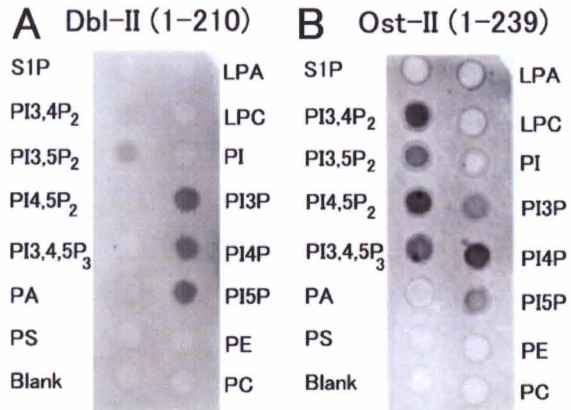 A Dbl-II (1-210)
S1P LPA
PI3,4P₂ LPC
PI3,5P₂ PI
PI4,5P₂ PI3P
PI3,4,5P₃ PI4P
PA PI5P
PS PE
Blank PC
B Ost-II (1-239)
S1P LPA
PI3,4P₂ LPC
PI3,5P₂ PI
PI4,5P₂ PI3P
PI3,4,5P₃ PI4P
PA PI5P
PS PE
Blank PC